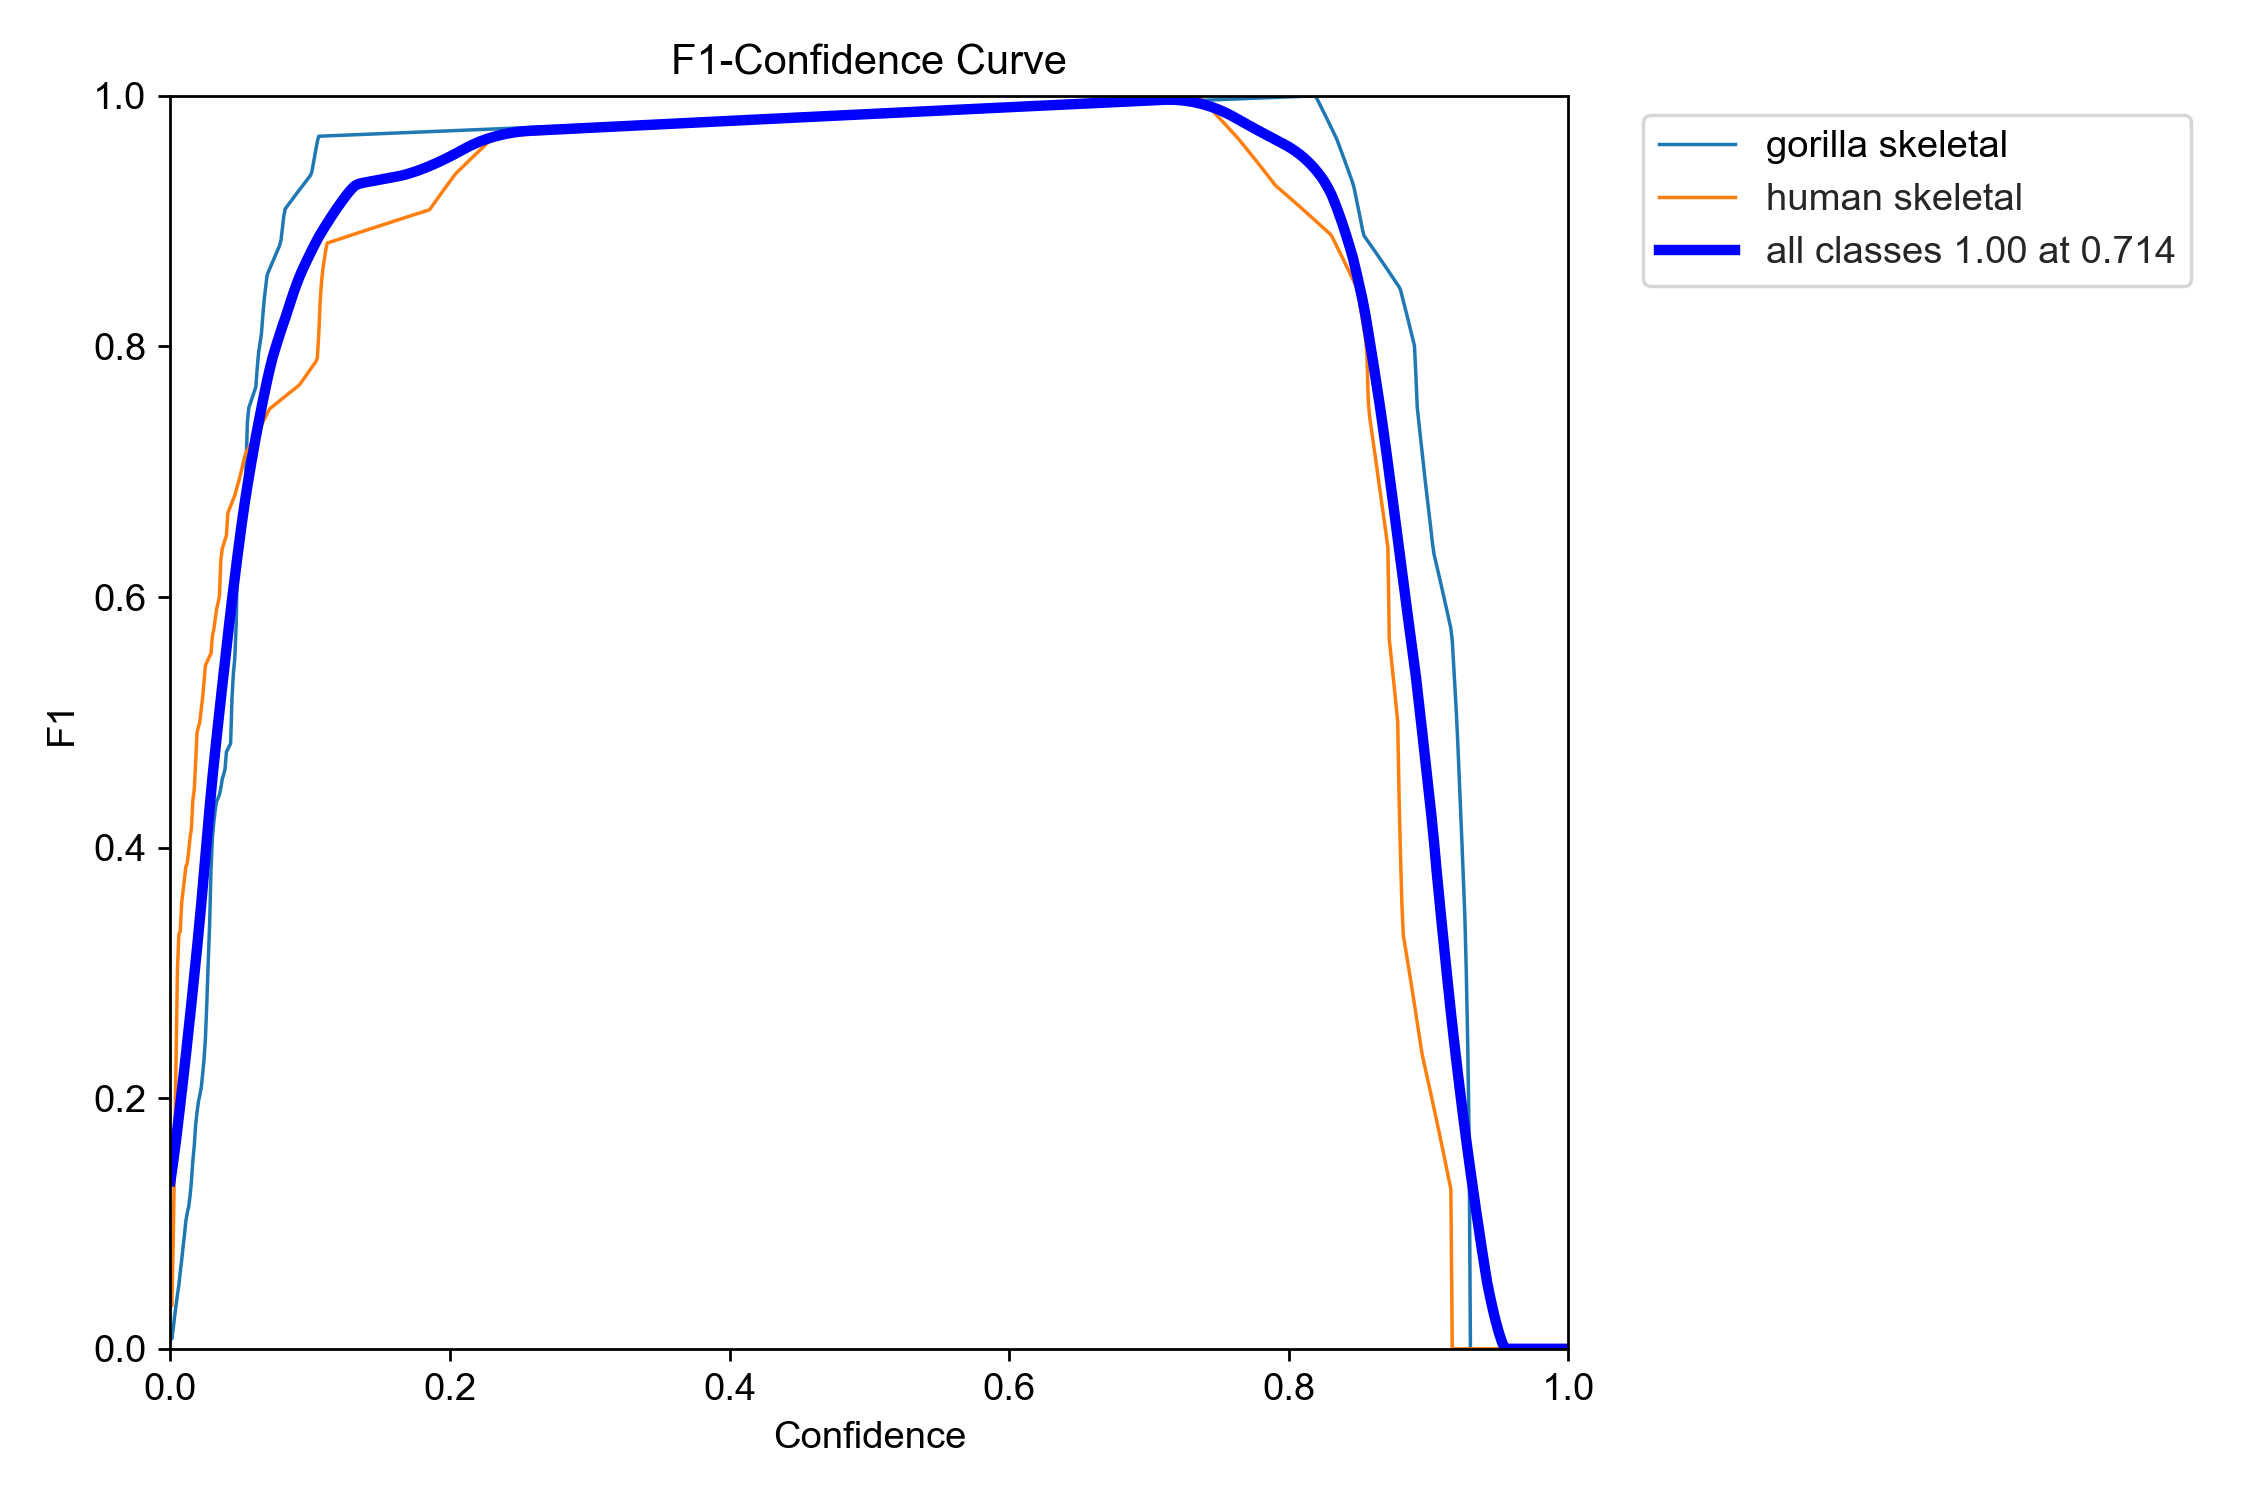 F1-Confidence Curve
1.0
0.8
0.6
0.4
0.2
0.0
F1
0.0 0.2 0.4 0.6 0.8 1.0
Confidence
gorilla skeletal
human skeletal
all classes 1.00 at 0.714